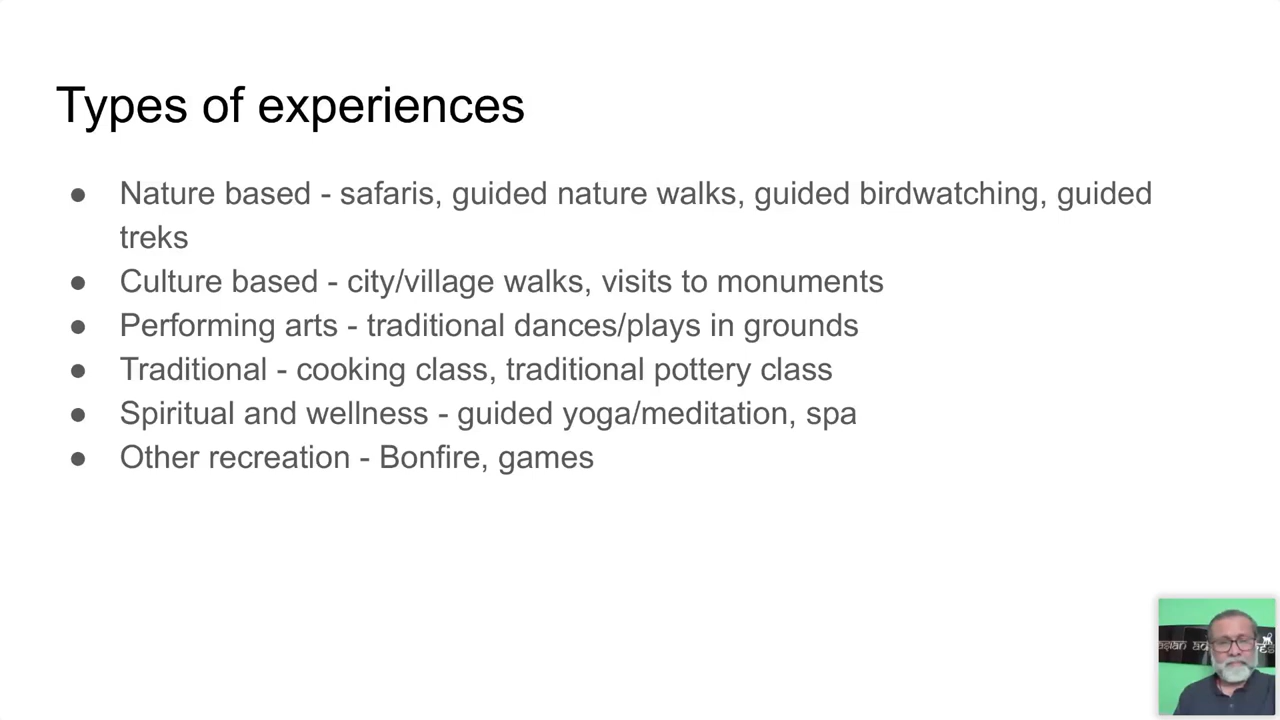 Types of experiences
● Nature based - safaris, guided nature walks, guided birdwatching, guided
treks
● Culture based - city/village walks, visits to monuments
● Performing arts - traditional dances/plays in grounds
● Traditional - cooking class, traditional pottery class
● Spiritual and wellness - guided yoga/meditation, spa
● Other recreation - Bonfire, games
asian